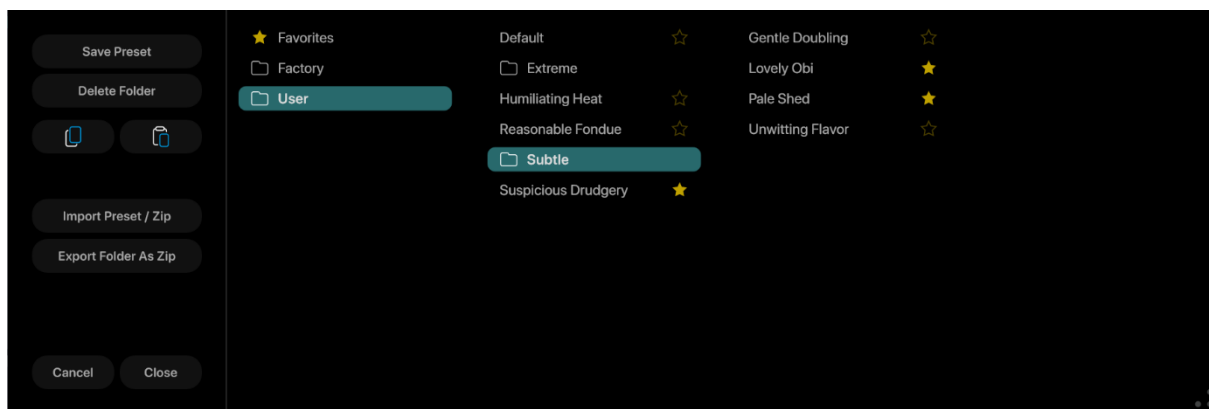 Save Preset
Delete Folder
Import Preset / Zip
Export Folder As Zip
Cancel
Close
Favorites
Factory
User
Default
Extreme
Humiliating Heat
Reasonable Fondue
Subtle
Suspicious Drudgery
Gentle Doubling
Lovely Obi
Pale Shed
Unwitting Flavor